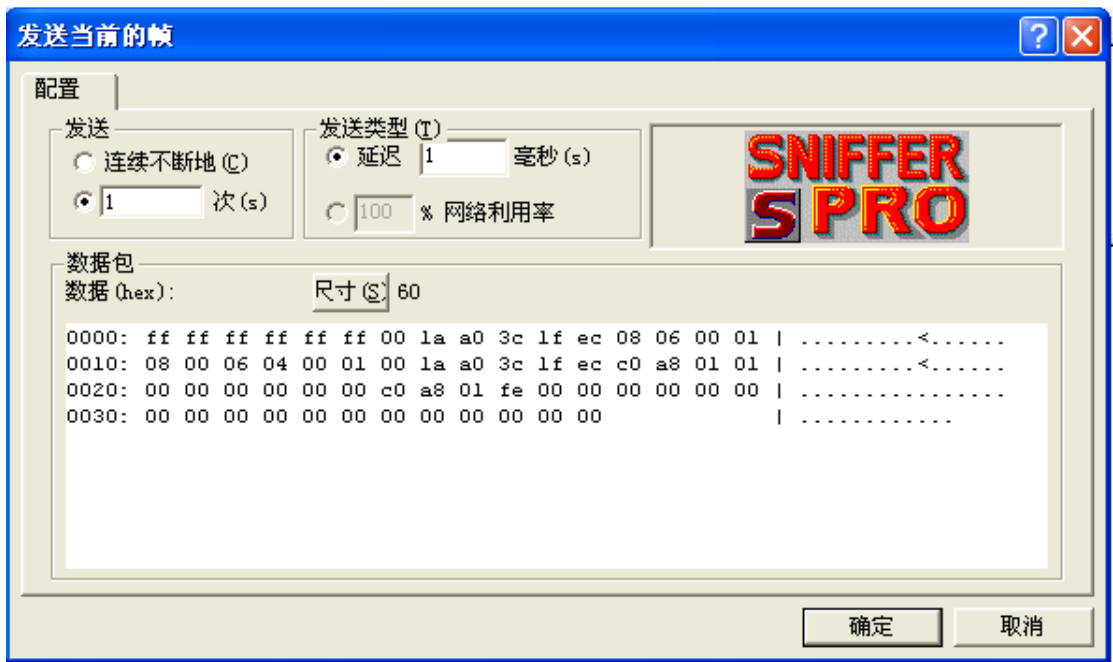 发送当前的帧
配置
发送
连续不断地(C)
1 次(s)
发送类型(T)
延迟 1 毫秒(s)
100 % 网络利用率
SNIFFER
S PRO
数据包
数据(hex): 尺寸(S) 60
0000: ff ff ff ff ff ff 00 1a a0 3c 1f ec 08 06 00 01 | .........<......
0010: 08 00 06 04 00 01 00 1a a0 3c 1f ec c0 a8 01 01 | .........<......
0020: 00 00 00 00 00 00 c0 a8 01 fe 00 00 00 00 00 00 | ................
0030: 00 00 00 00 00 00 00 00 00 00 00 00 | ............
确定 取消